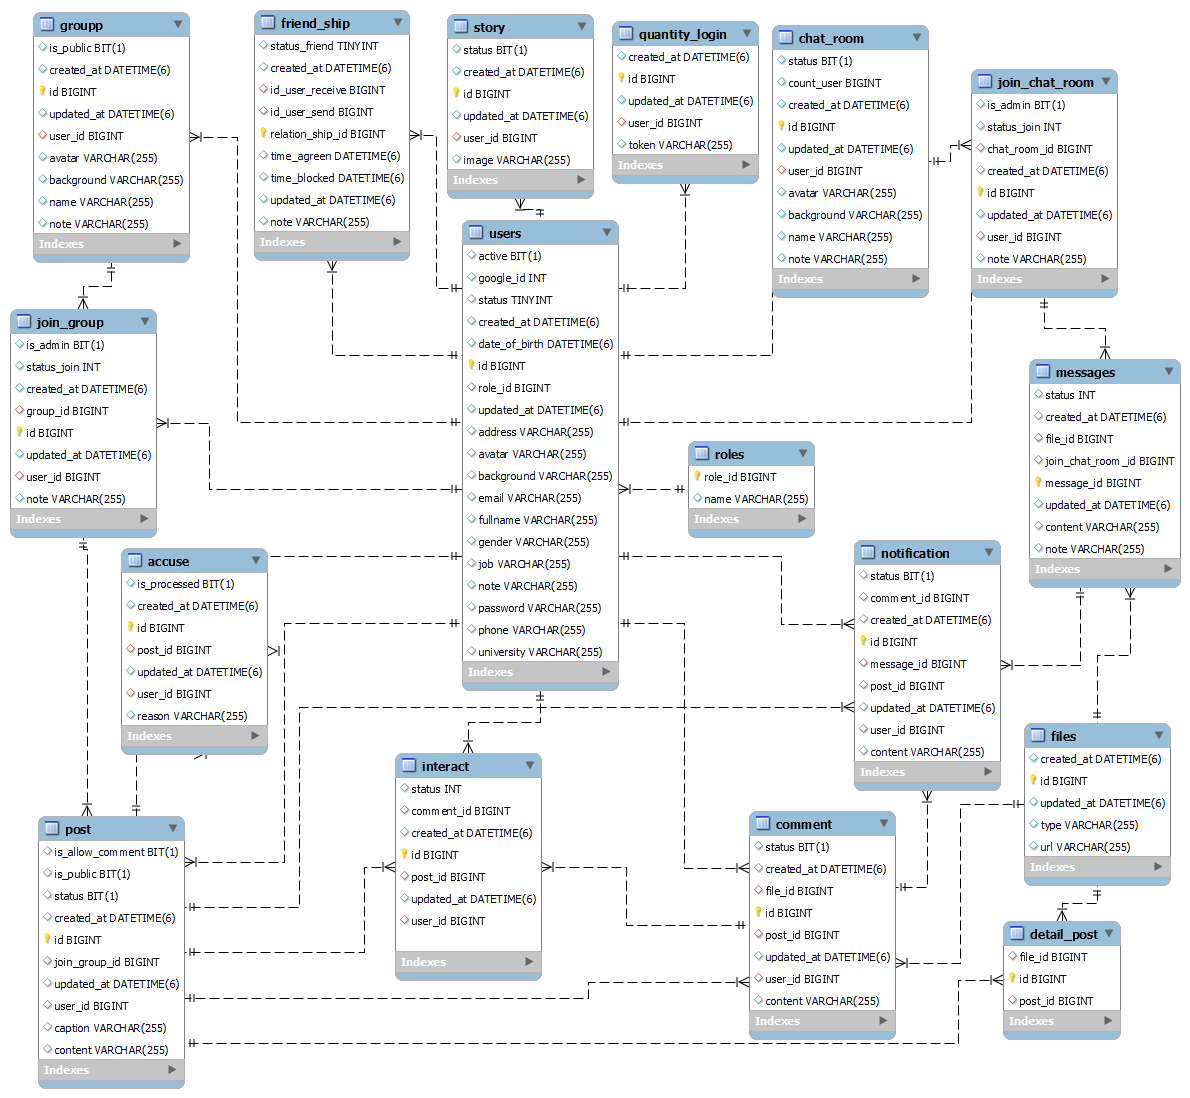 groupp
is_public BIT(1)
created_at DATETIME(6)
id BIGINT
updated_at DATETIME(6)
user_id BIGINT
avatar VARCHAR(255)
background VARCHAR(255)
name VARCHAR(255)
note VARCHAR(255)
Indexes
friend_ship
status_friend TINYINT
created_at DATETIME(6)
id_user_receive BIGINT
id_user_send BIGINT
relation_ship_id BIGINT
time_agreen DATETIME(6)
time_blocked DATETIME(6)
updated_at DATETIME(6)
note VARCHAR(255)
Indexes
story
status BIT(1)
created_at DATETIME(6)
id BIGINT
updated_at DATETIME(6)
user_id BIGINT
image VARCHAR(255)
Indexes
quantity_login
created_at DATETIME(6)
id BIGINT
updated_at DATETIME(6)
user_id BIGINT
token VARCHAR(255)
Indexes
chat_room
status BIT(1)
count_user BIGINT
created_at DATETIME(6)
id BIGINT
updated_at DATETIME(6)
user_id BIGINT
avatar VARCHAR(255)
background VARCHAR(255)
name VARCHAR(255)
note VARCHAR(255)
Indexes
join_chat_room
is_admin BIT(1)
status_join INT
chat_room_id BIGINT
created_at DATETIME(6)
id BIGINT
updated_at DATETIME(6)
user_id BIGINT
note VARCHAR(255)
Indexes
users
active BIT(1)
google_id INT
status TINYINT
created_at DATETIME(6)
date_of_birth DATETIME(6)
id BIGINT
role_id BIGINT
updated_at DATETIME(6)
address VARCHAR(255)
avatar VARCHAR(255)
background VARCHAR(255)
email VARCHAR(255)
fullname VARCHAR(255)
gender VARCHAR(255)
job VARCHAR(255)
note VARCHAR(255)
password VARCHAR(255)
phone VARCHAR(255)
university VARCHAR(255)
Indexes
join_group
is_admin BIT(1)
status_join INT
created_at DATETIME(6)
group_id BIGINT
id BIGINT
updated_at DATETIME(6)
user_id BIGINT
note VARCHAR(255)
Indexes
messages
status INT
created_at DATETIME(6)
file_id BIGINT
join_chat_room_id BIGINT
message_id BIGINT
updated_at DATETIME(6)
content VARCHAR(255)
note VARCHAR(255)
Indexes
roles
role_id BIGINT
name VARCHAR(255)
Indexes
accuse
is_processed BIT(1)
created_at DATETIME(6)
id BIGINT
post_id BIGINT
updated_at DATETIME(6)
user_id BIGINT
reason VARCHAR(255)
Indexes
notification
status BIT(1)
comment_id BIGINT
created_at DATETIME(6)
id BIGINT
message_id BIGINT
post_id BIGINT
updated_at DATETIME(6)
user_id BIGINT
content VARCHAR(255)
Indexes
files
created_at DATETIME(6)
id BIGINT
updated_at DATETIME(6)
type VARCHAR(255)
url VARCHAR(255)
Indexes
interact
status INT
comment_id BIGINT
created_at DATETIME(6)
id BIGINT
post_id BIGINT
updated_at DATETIME(6)
user_id BIGINT
Indexes
post
is_allow_comment BIT(1)
is_public BIT(1)
status BIT(1)
created_at DATETIME(6)
id BIGINT
join_group_id BIGINT
updated_at DATETIME(6)
user_id BIGINT
caption VARCHAR(255)
content VARCHAR(255)
Indexes
comment
status BIT(1)
created_at DATETIME(6)
file_id BIGINT
id BIGINT
post_id BIGINT
updated_at DATETIME(6)
user_id BIGINT
content VARCHAR(255)
Indexes
detail_post
file_id BIGINT
id BIGINT
post_id BIGINT
Indexes